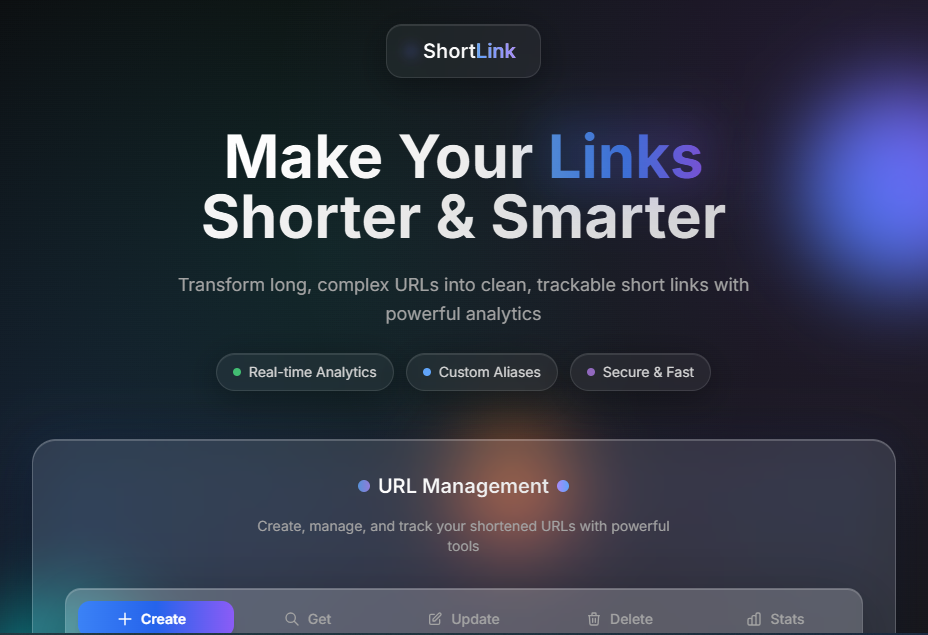 ShortLink
Make Your Links
Shorter & Smarter
Transform long, complex URLs into clean, trackable short links with
powerful analytics
Real-time Analytics
Custom Aliases
Secure & Fast
URL Management
Create, manage, and track your shortened URLs with powerful
tools
Create
Get
Update
Delete
Stats